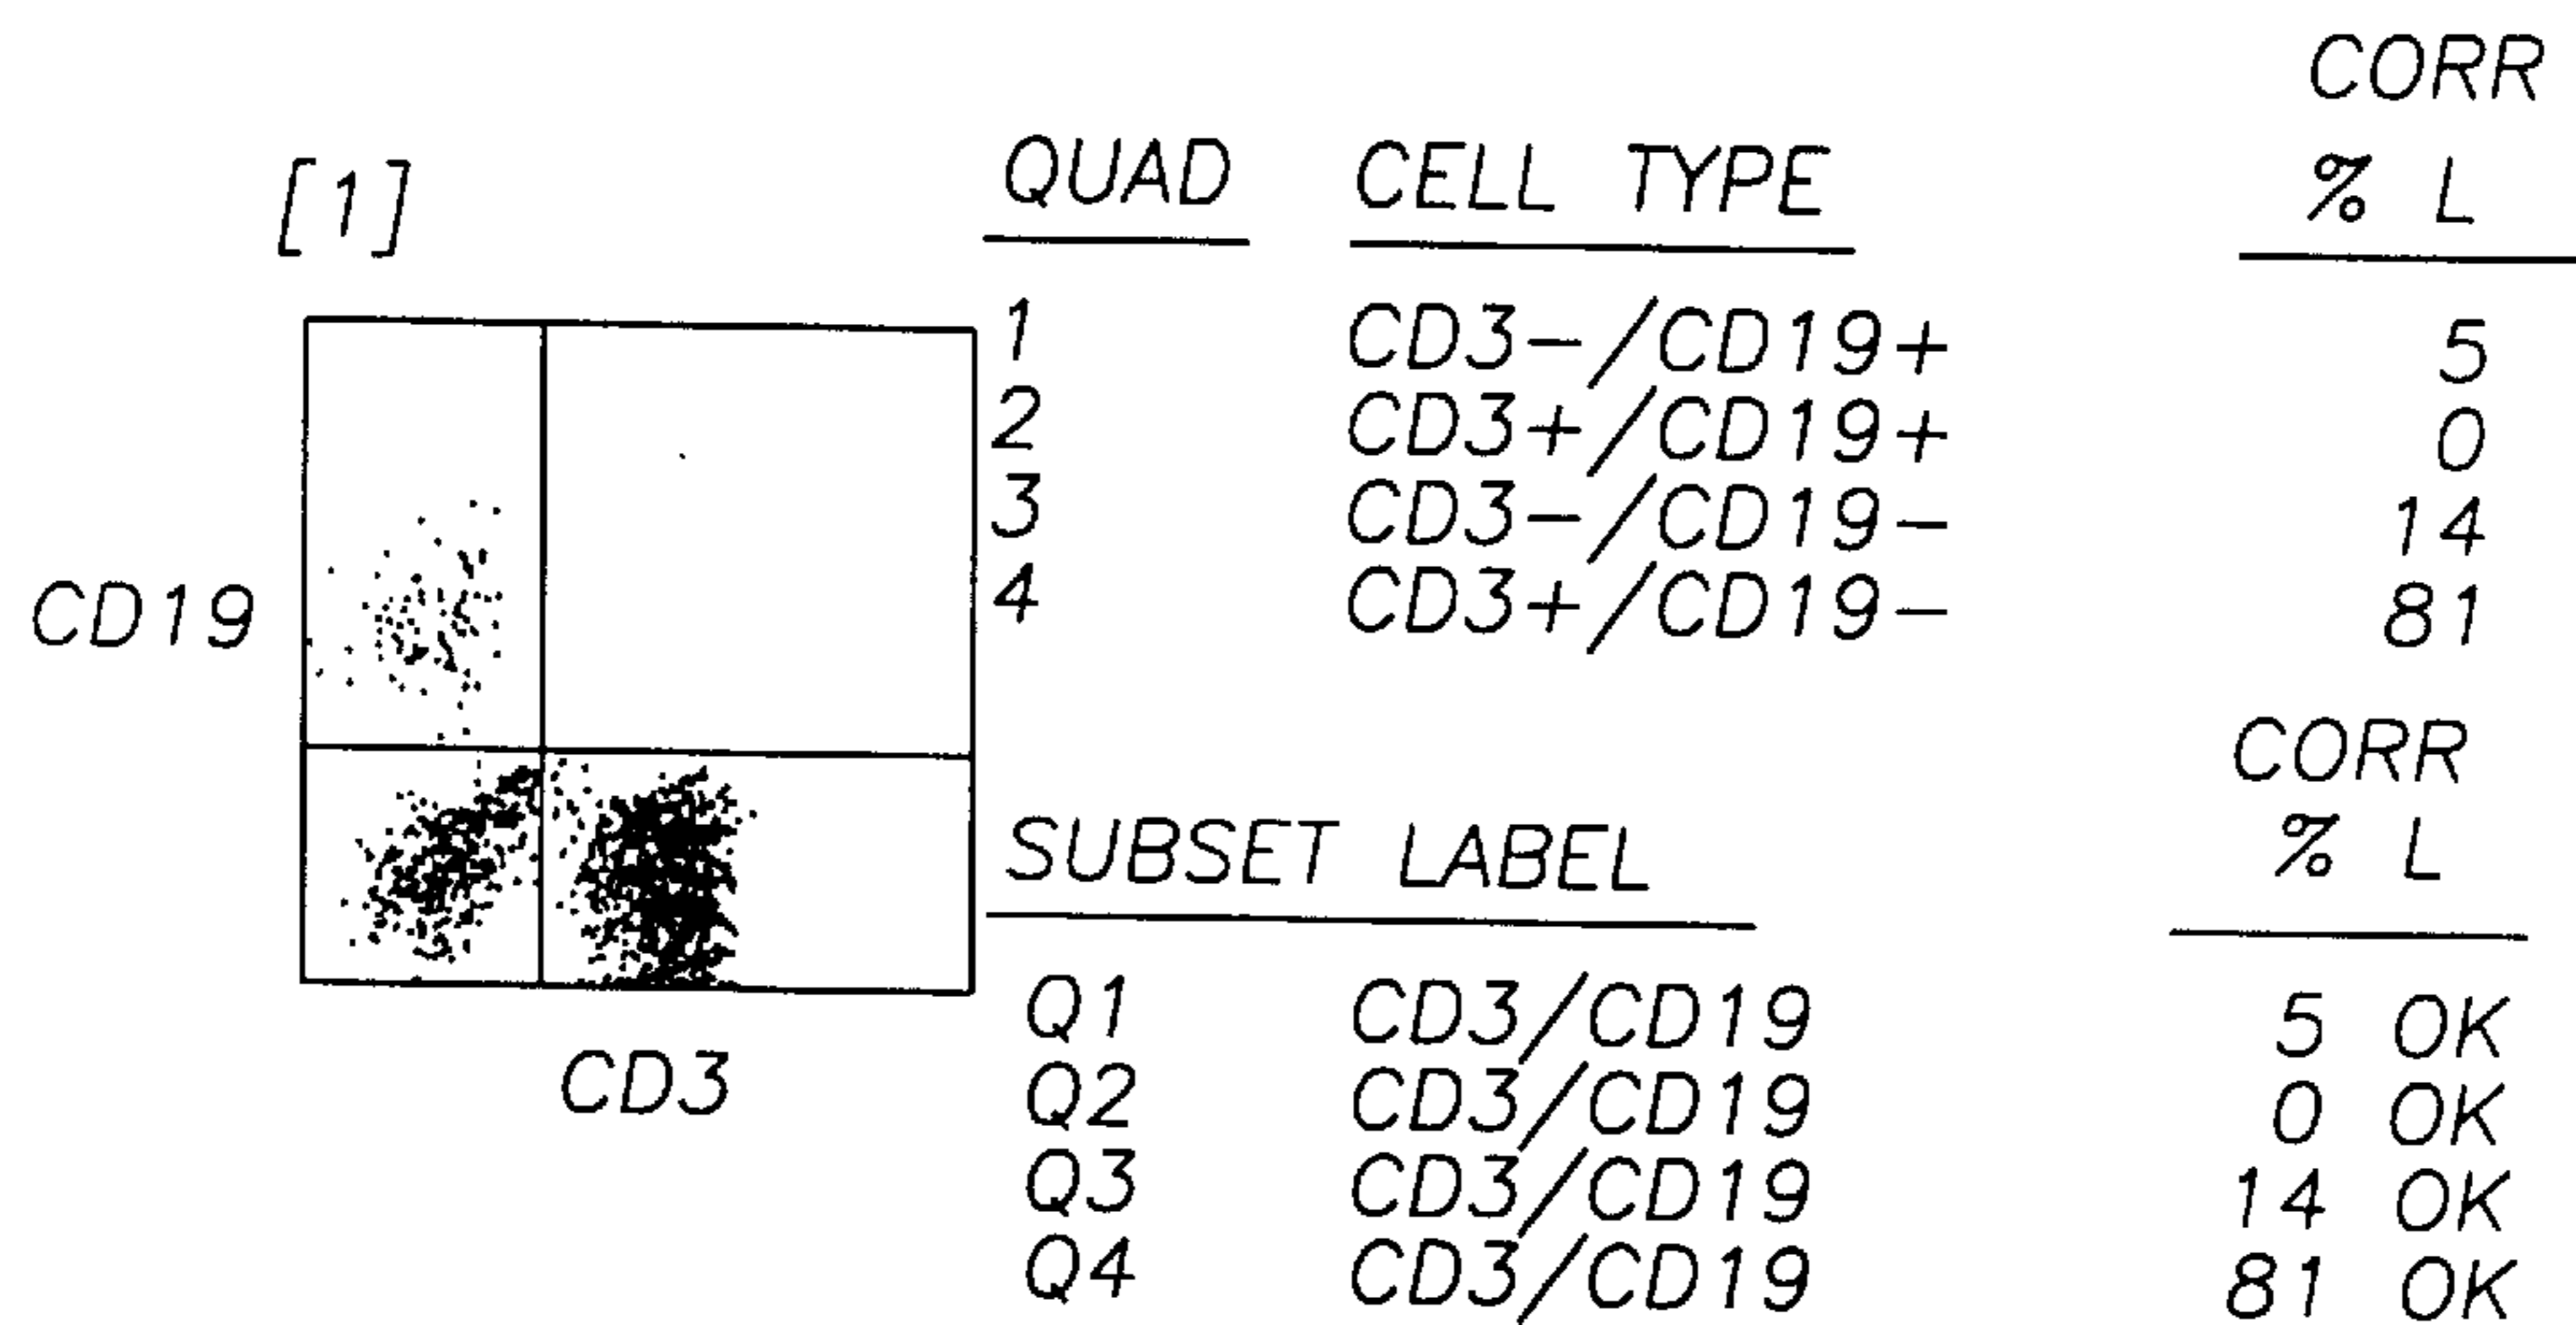 [1]
CD19
CD3
CORR
QUAD CELL TYPE % L
1 CD3-/CD19+ 5
2 CD3+/CD19+ 0
3 CD3-/CD19- 14
4 CD3+/CD19- 81
CORR
SUBSET LABEL % L
Q1 CD3/CD19 5 OK
Q2 CD3/CD19 0 OK
Q3 CD3/CD19 14 OK
Q4 CD3/CD19 81 OK